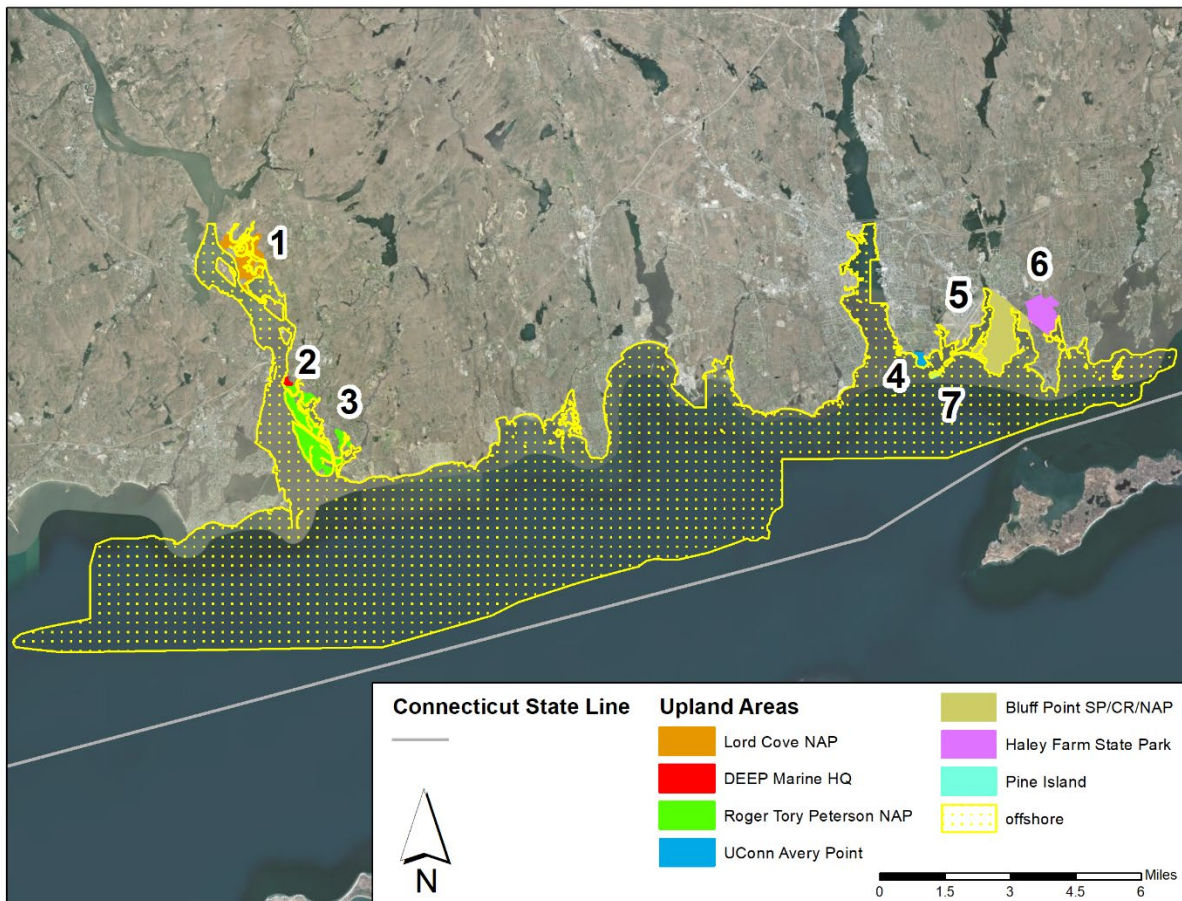 1
2
3
4
5
6
7
Connecticut State Line
N
Upland Areas
Lord Cove NAP
DEEP Marine HQ
Roger Tory Peterson NAP
UConn Avery Point
Bluff Point SP/CR/NAP
Haley Farm State Park
Pine Island
offshore
Miles
0 1.5 3 4.5 6